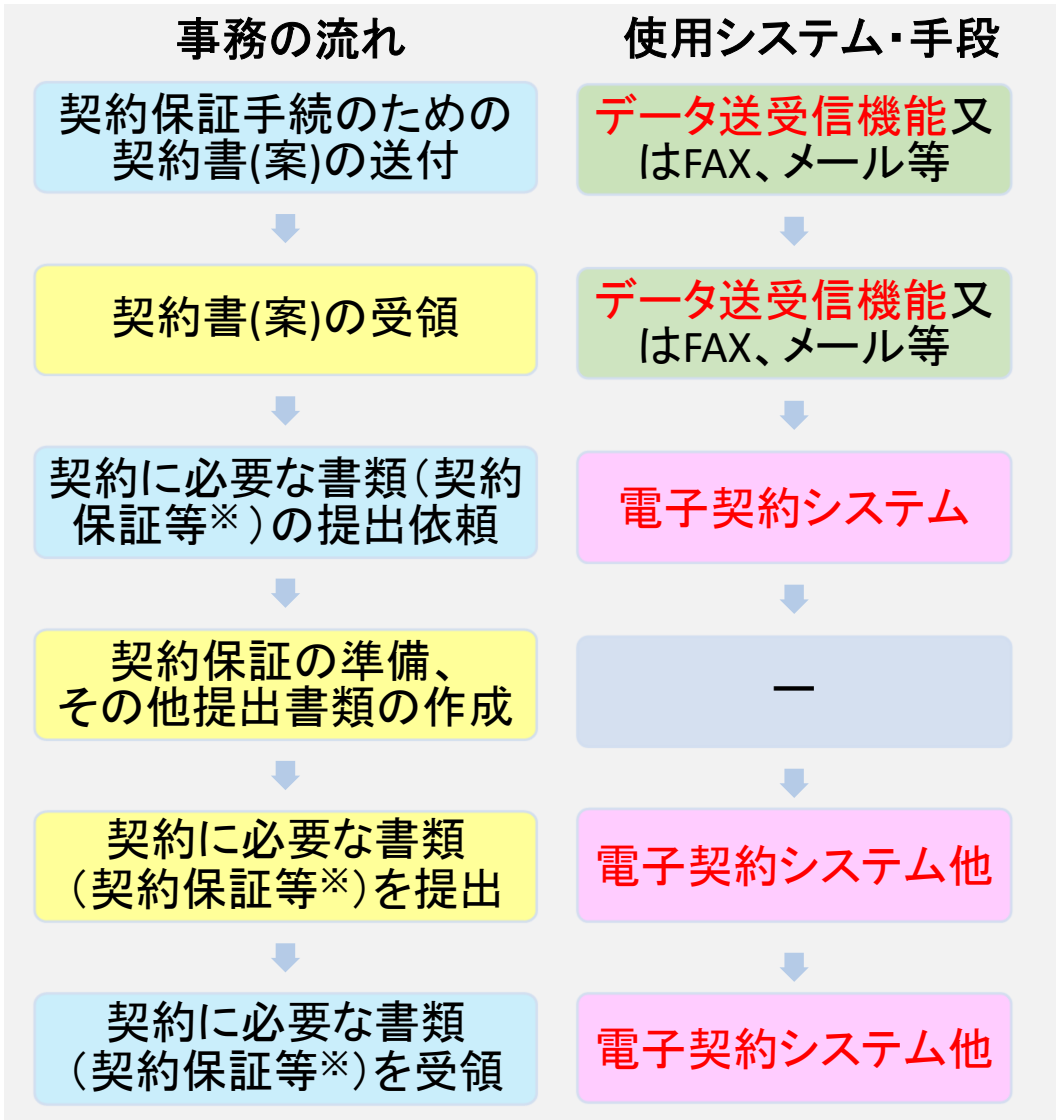 事務の流れ
使用システム・手段
契約保証手続のための
契約書(案)の送付
データ送受信機能又
はFAX、メール等
契約書(案)の受領
データ送受信機能又
はFAX、メール等
契約に必要な書類（契約
保証等※）の提出依頼
電子契約システム
契約保証の準備、
その他提出書類の作成
ー
契約に必要な書類
（契約保証等※）を提出
電子契約システム他
契約に必要な書類
（契約保証等※）を受領
電子契約システム他